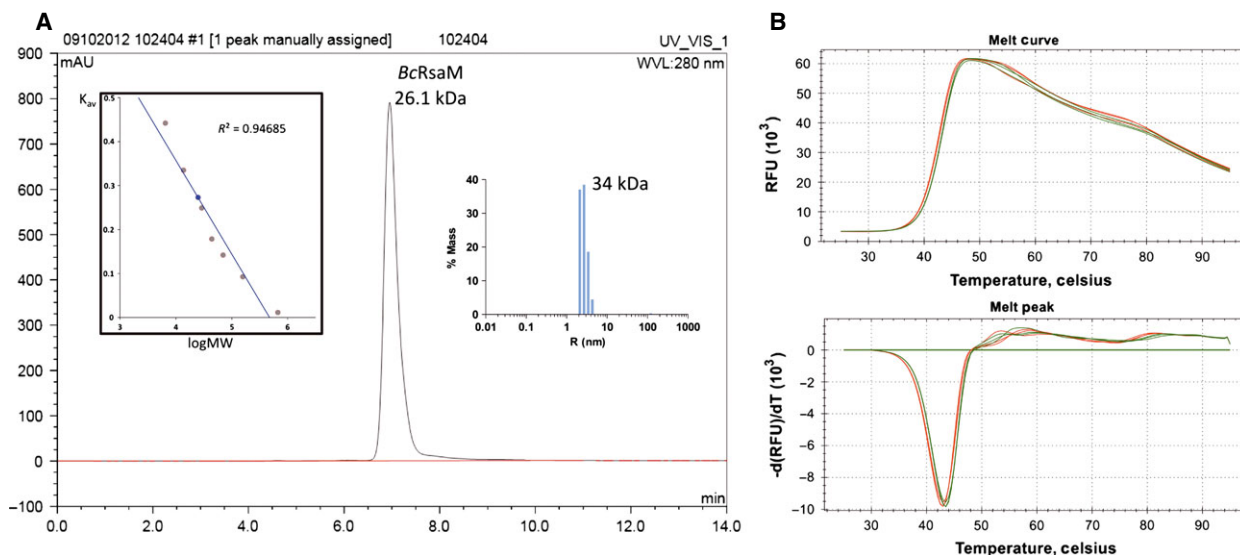 A
09102012 102404 #1 [1 peak manually assigned] 102404 UV_VIS_1
mAU WVL:280 nm
900
800
700
600
500
400
300
200
100
0
−100
0.0 2.0 4.0 6.0 8.0 10.0 12.0 14.0
min
BcRsaM
26.1 kDa
Kav
R² = 0.94685
0.5
0.4
0.3
0.2
0.1
0
3 4 5 6
logMW
34 kDa
% Mass
40
30
20
10
0
0.01 0.1 1 10 100 1000
R (nm)
B
Melt curve
RFU (10³)
60
50
40
30
20
10
0
30 40 50 60 70 80 90
Temperature, celsius
Melt peak
-d(RFU)/dT (10³)
0
−2
−4
−6
−8
−10
30 40 50 60 70 80 90
Temperature, celsius